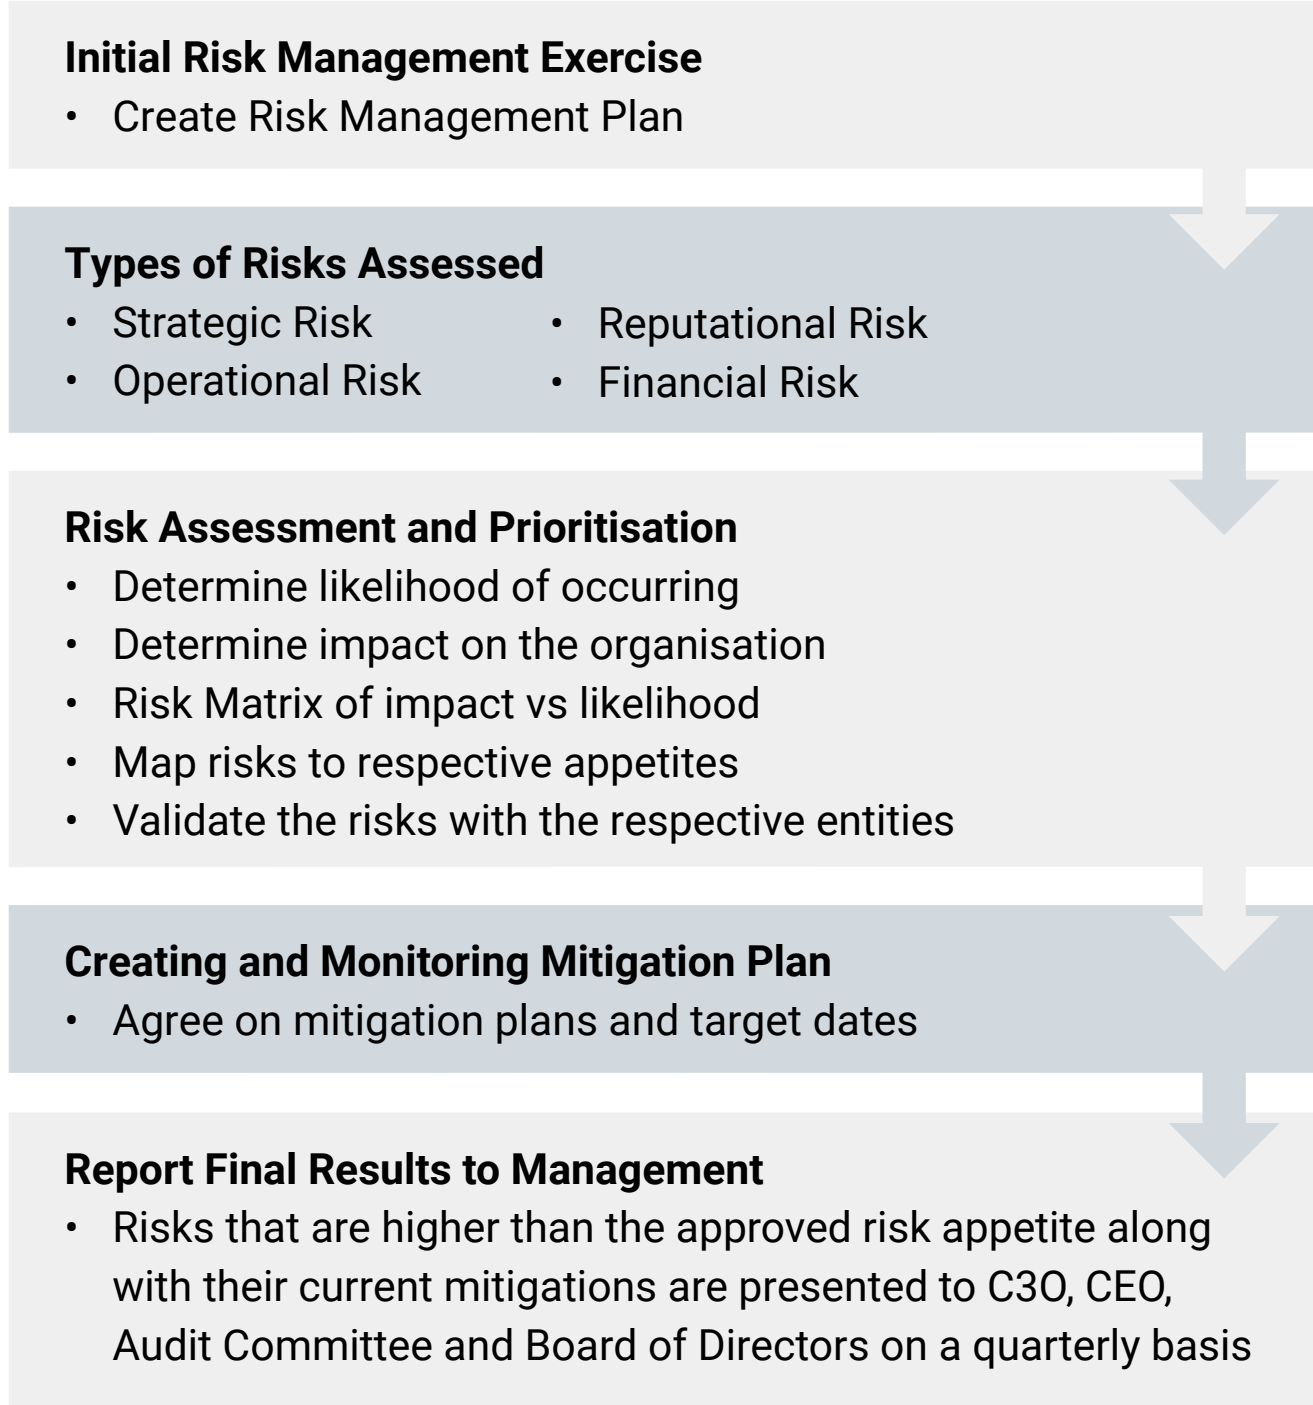 Initial Risk Management Exercise
• Create Risk Management Plan
Types of Risks Assessed
• Strategic Risk
• Operational Risk
• Reputational Risk
• Financial Risk
Risk Assessment and Prioritisation
• Determine likelihood of occurring
• Determine impact on the organisation
• Risk Matrix of impact vs likelihood
• Map risks to respective appetites
• Validate the risks with the respective entities
Creating and Monitoring Mitigation Plan
• Agree on mitigation plans and target dates
Report Final Results to Management
• Risks that are higher than the approved risk appetite along
with their current mitigations are presented to C3O, CEO,
Audit Committee and Board of Directors on a quarterly basis